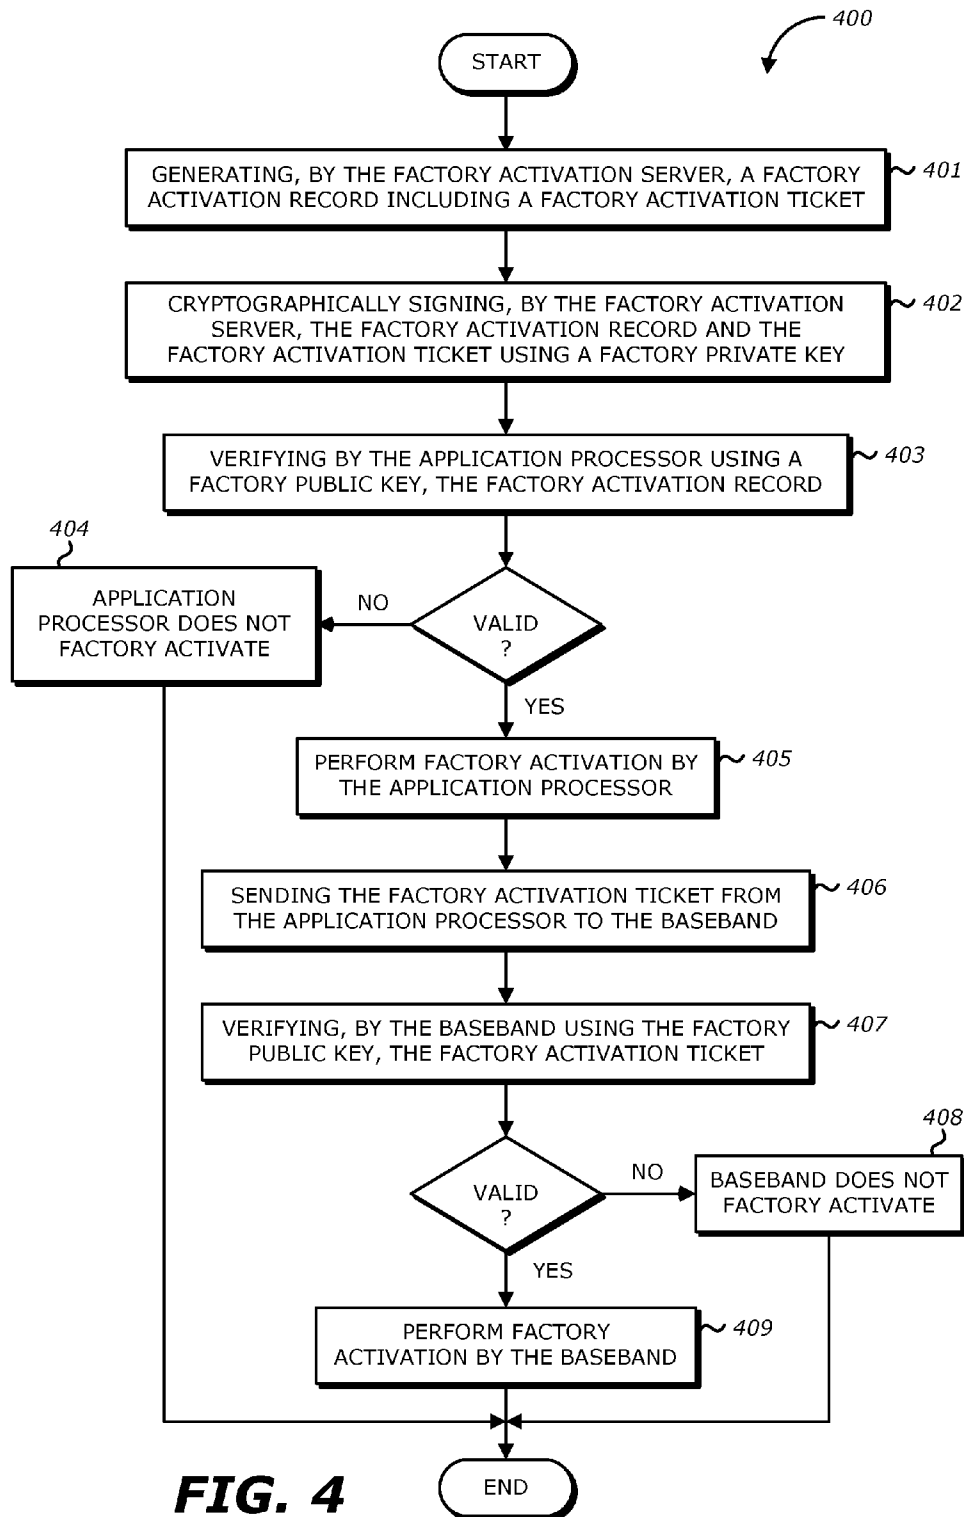 400
START
GENERATING, BY THE FACTORY ACTIVATION SERVER, A FACTORY
ACTIVATION RECORD INCLUDING A FACTORY ACTIVATION TICKET
401
CRYPTOGRAPHICALLY SIGNING, BY THE FACTORY ACTIVATION
SERVER, THE FACTORY ACTIVATION RECORD AND THE
FACTORY ACTIVATION TICKET USING A FACTORY PRIVATE KEY
402
VERIFYING BY THE APPLICATION PROCESSOR USING A
FACTORY PUBLIC KEY, THE FACTORY ACTIVATION RECORD
403
404
APPLICATION
PROCESSOR DOES NOT
FACTORY ACTIVATE
NO
VALID
?
YES
PERFORM FACTORY ACTIVATION BY
THE APPLICATION PROCESSOR
405
SENDING THE FACTORY ACTIVATION TICKET FROM
THE APPLICATION PROCESSOR TO THE BASEBAND
406
VERIFYING, BY THE BASEBAND USING THE FACTORY
PUBLIC KEY, THE FACTORY ACTIVATION TICKET
407
VALID
?
NO
408
BASEBAND DOES NOT
FACTORY ACTIVATE
YES
PERFORM FACTORY
ACTIVATION BY THE BASEBAND
409
END
FIG. 4